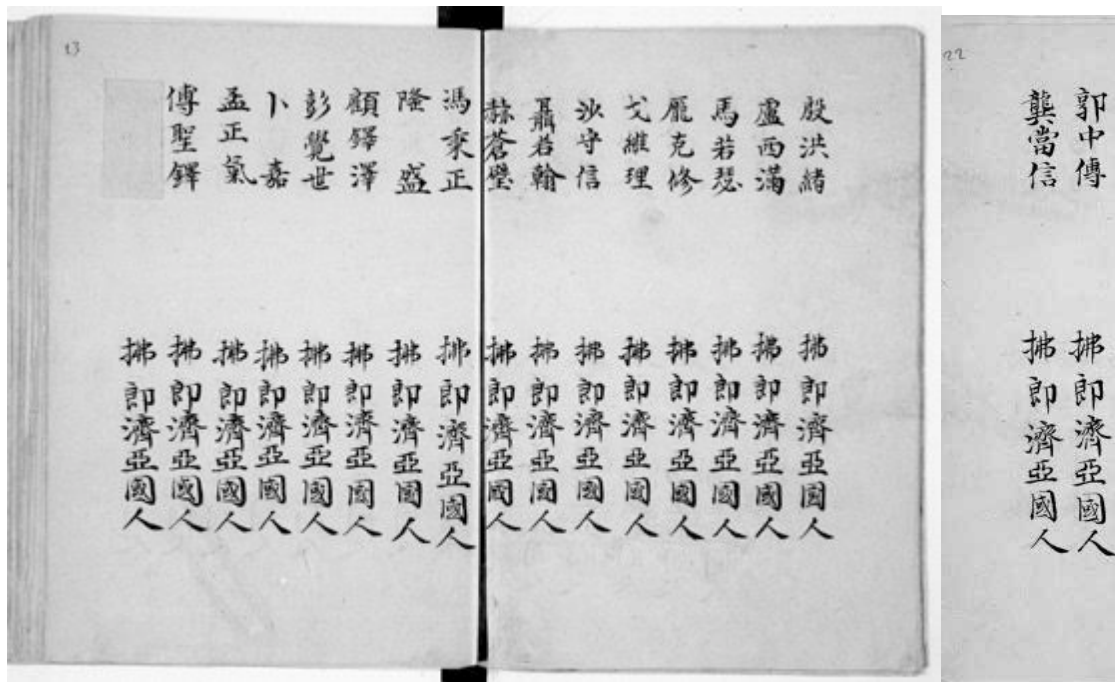 22
郭中傳 拂郎濟亞國人
龔當信 拂郎濟亞國人
殷洪緒 拂郎濟亞國人
盧西滿 拂郎濟亞國人
馬若瑟 拂郎濟亞國人
龐克修 拂郎濟亞國人
戈維理 拂郎濟亞國人
沙守信 拂郎濟亞國人
聶若翰 拂郎濟亞國人
赫蒼璧 拂郎濟亞國人
23
馮秉正 拂郎濟亞國人
隆盛 拂郎濟亞國人
顧鐸澤 拂郎濟亞國人
彭覺世 拂郎濟亞國人
卜嘉 拂郎濟亞國人
孟正氣 拂郎濟亞國人
傅聖鐸 拂郎濟亞國人
拂郎濟亞國人